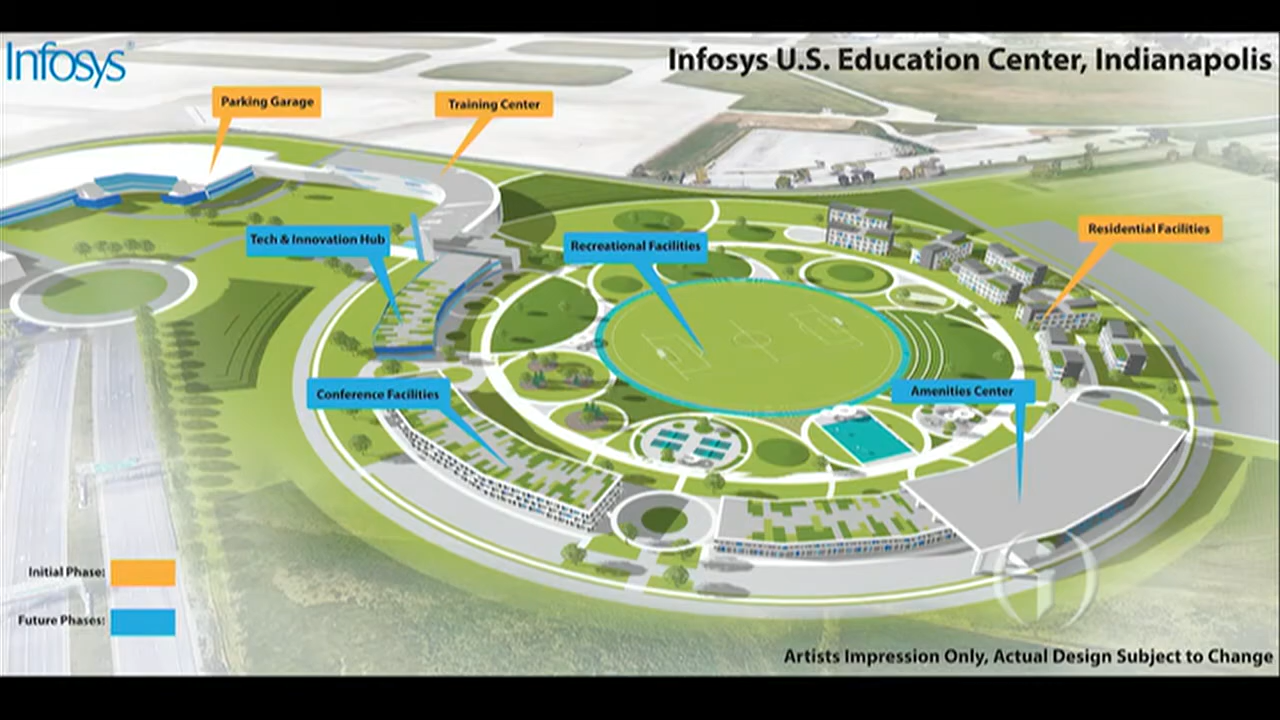 Infosys®
Infosys U.S. Education Center, Indianapolis
Parking Garage
Training Center
Residential Facilities
Tech & Innovation Hub
Recreational Facilities
Conference Facilities
Amenities Center
Initial Phase:
Future Phases:
Artists Impression Only, Actual Design Subject to Change